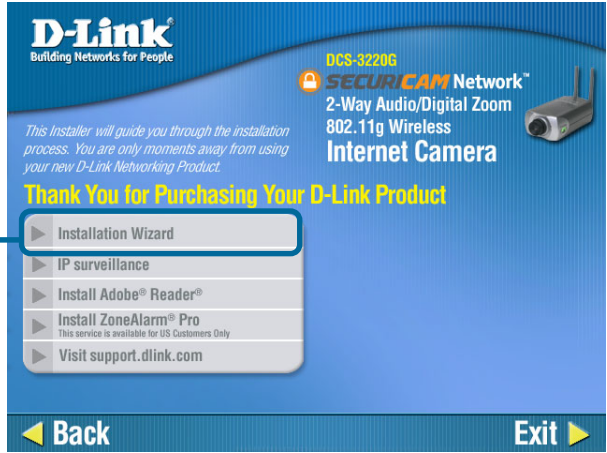 D-Link
Building Networks for People
DCS-3220G
SECURICAM Network™
2-Way Audio/Digital Zoom
802.11g Wireless
Internet Camera
This Installer will guide you through the installation
process. You are only moments away from using
your new D-Link Networking Product.
Thank You for Purchasing Your D-Link Product
Installation Wizard
IP surveillance
Install Adobe® Reader®
Install ZoneAlarm® Pro
This service is available for US Customers Only
Visit support.dlink.com
Back
Exit